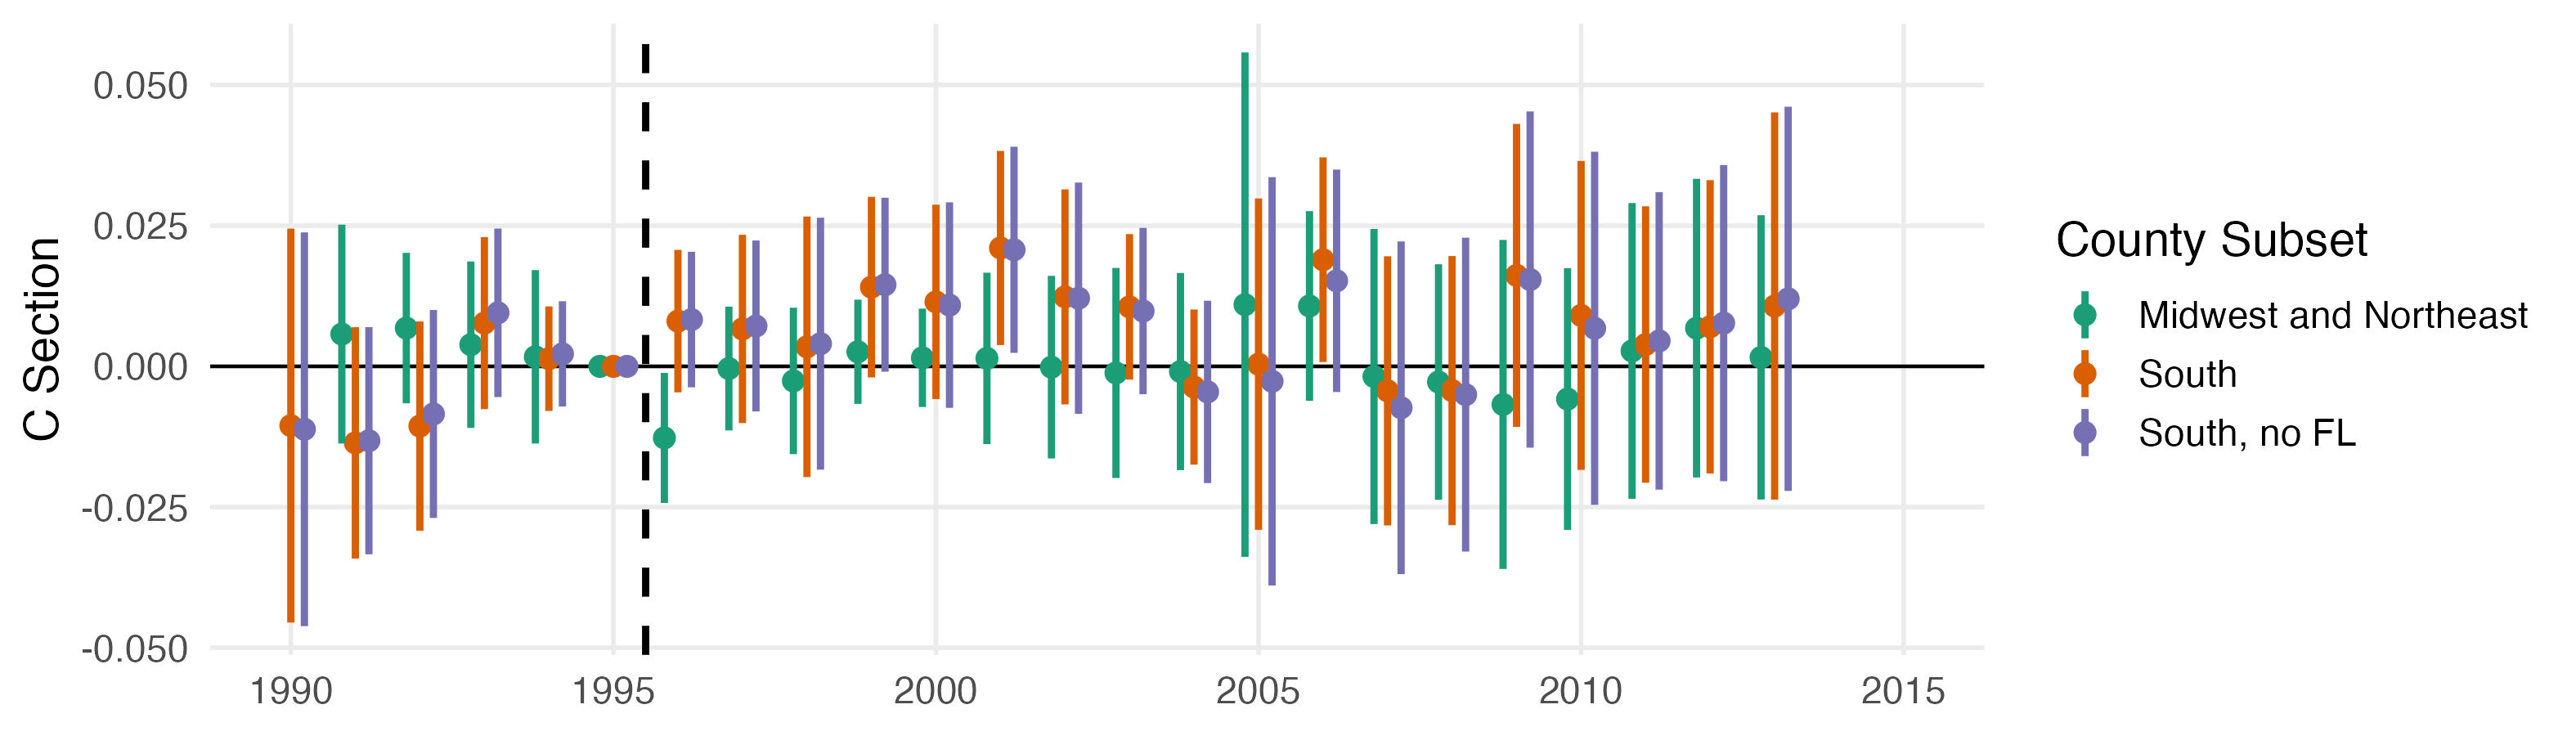 C Section
0.050
0.025
0.000
-0.025
-0.050
1990 1995 2000 2005 2010 2015
County Subset
Midwest and Northeast
South
South, no FL